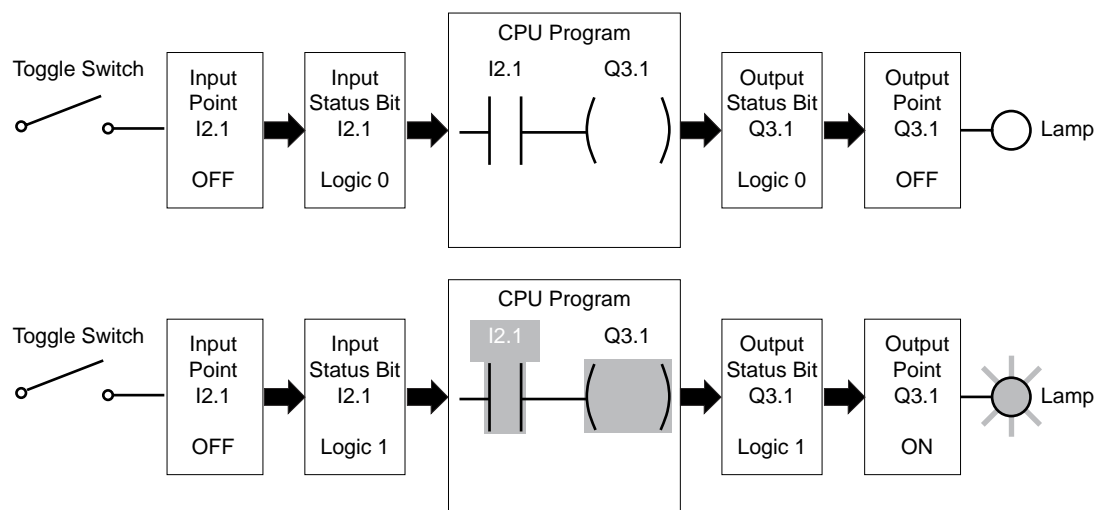 CPU Program
Toggle Switch
Input
Point
I2.1
OFF
Input
Status Bit
I2.1
Logic 0
I2.1
Q3.1
Output
Status Bit
Q3.1
Logic 0
Output
Point
Q3.1
OFF
Lamp
CPU Program
Toggle Switch
Input
Point
I2.1
OFF
Input
Status Bit
I2.1
Logic 1
I2.1
Q3.1
Output
Status Bit
Q3.1
Logic 1
Output
Point
Q3.1
ON
Lamp